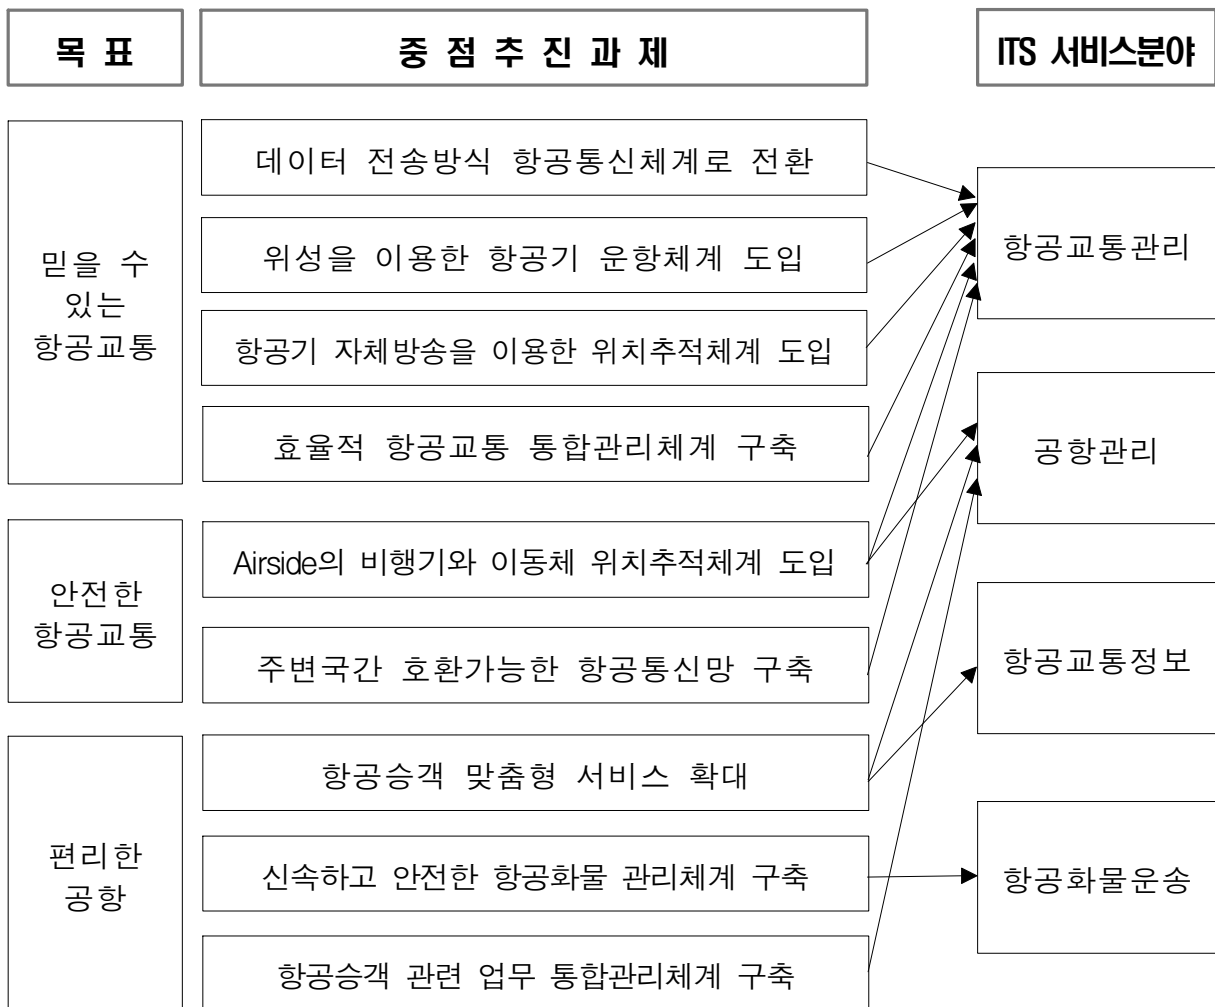 목 표
중 점 추 진 과 제
ITS 서비스분야
믿을 수
있는
항공교통
데이터 전송방식 항공통신체계로 전환
위성을 이용한 항공기 운항체계 도입
항공기 자체방송을 이용한 위치추적체계 도입
효율적 항공교통 통합관리체계 구축
안전한
항공교통
Airside의 비행기와 이동체 위치추적체계 도입
주변국간 호환가능한 항공통신망 구축
편리한
공항
항공승객 맞춤형 서비스 확대
신속하고 안전한 항공화물 관리체계 구축
항공승객 관련 업무 통합관리체계 구축
항공교통관리
공항관리
항공교통정보
항공화물운송